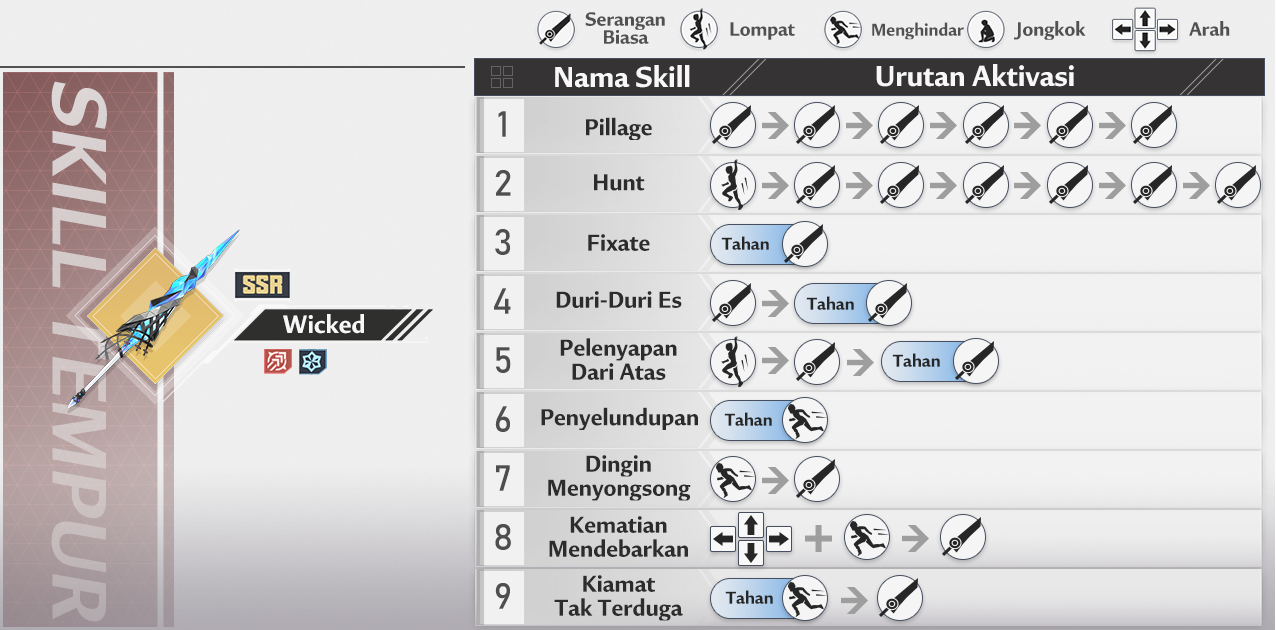 Serangan
Biasa
Lompat
Menghindar
Jongkok
Arah
SKILL TEMPUR
SSR
Wicked
Nama Skill
Urutan Aktivasi
1
Pillage
2
Hunt
3
Fixate
Tahan
4
Duri-Duri Es
Tahan
5
Pelenyapan
Dari Atas
Tahan
6
Penyelundupan
Tahan
7
Dingin
Menyongsong
8
Kematian
Mendebarkan
9
Kiamat
Tak Terduga
Tahan